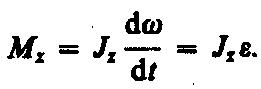 M_z = J_z dω/dt = J_z ε.